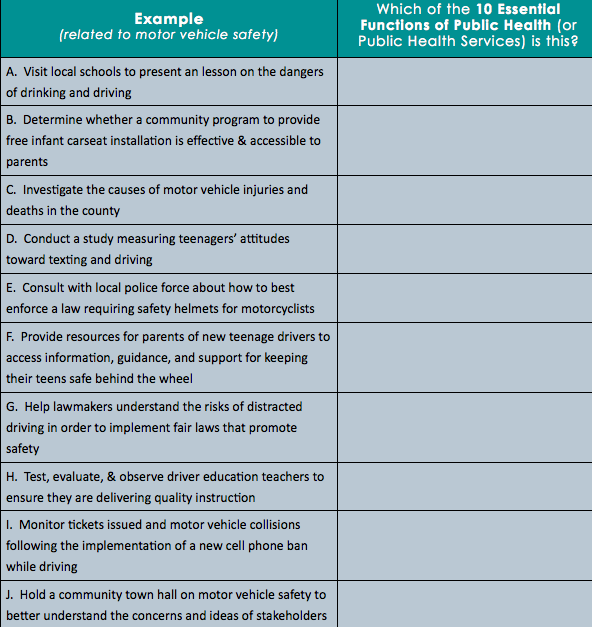 Example
(related to motor vehicle safety)
Which of the 10 Essential
Functions of Public Health (or
Public Health Services) is this?
A. Visit local schools to present an lesson on the dangers
of drinking and driving
B. Determine whether a community program to provide
free infant carseat installation is effective & accessible to
parents
C. Investigate the causes of motor vehicle injuries and
deaths in the county
D. Conduct a study measuring teenagers' attitudes
toward texting and driving
E. Consult with local police force about how to best
enforce a law requiring safety helmets for motorcyclists
F. Provide resources for parents of new teenage drivers to
access information, guidance, and support for keeping
their teens safe behind the wheel
G. Help lawmakers understand the risks of distracted
driving in order to implement fair laws that promote
safety
H. Test, evaluate, & observe driver education teachers to
ensure they are delivering quality instruction
I. Monitor tickets issued and motor vehicle collisions
following the implementation of a new cell phone ban
while driving
J. Hold a community town hall on motor vehicle safety to
better understand the concerns and ideas of stakeholders